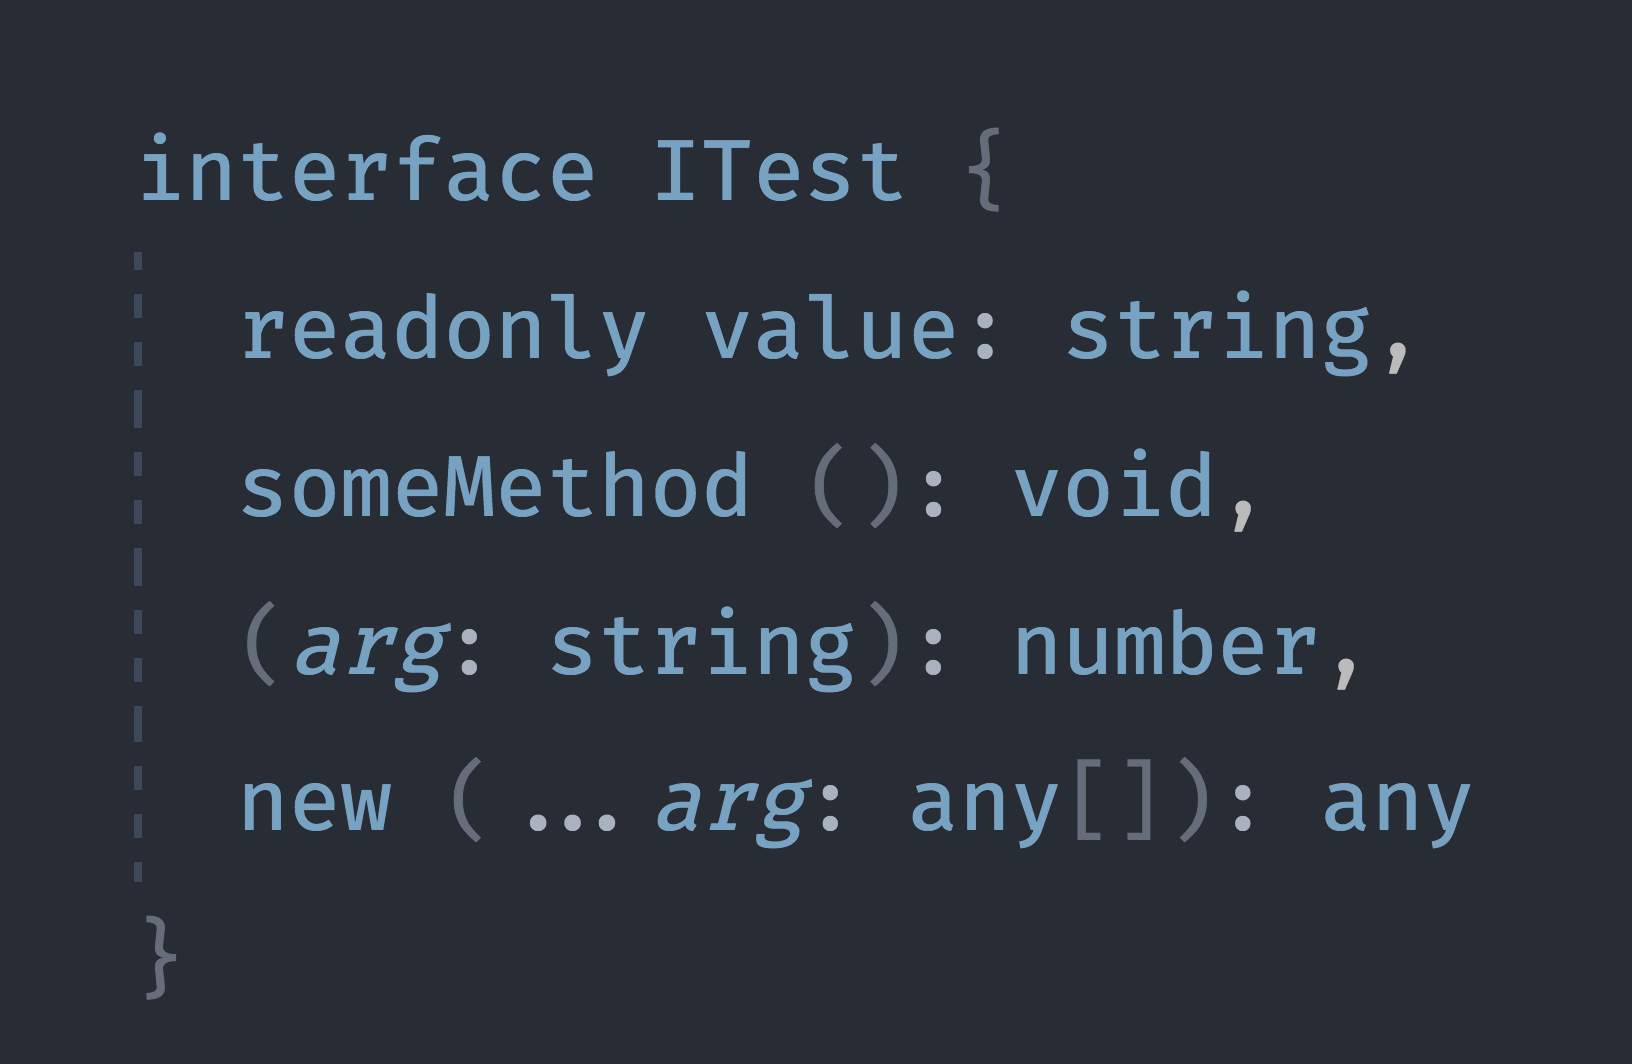 interface ITest {
readonly value: string,
someMethod (): void,
(arg: string): number,
new (...arg: any[]): any
}